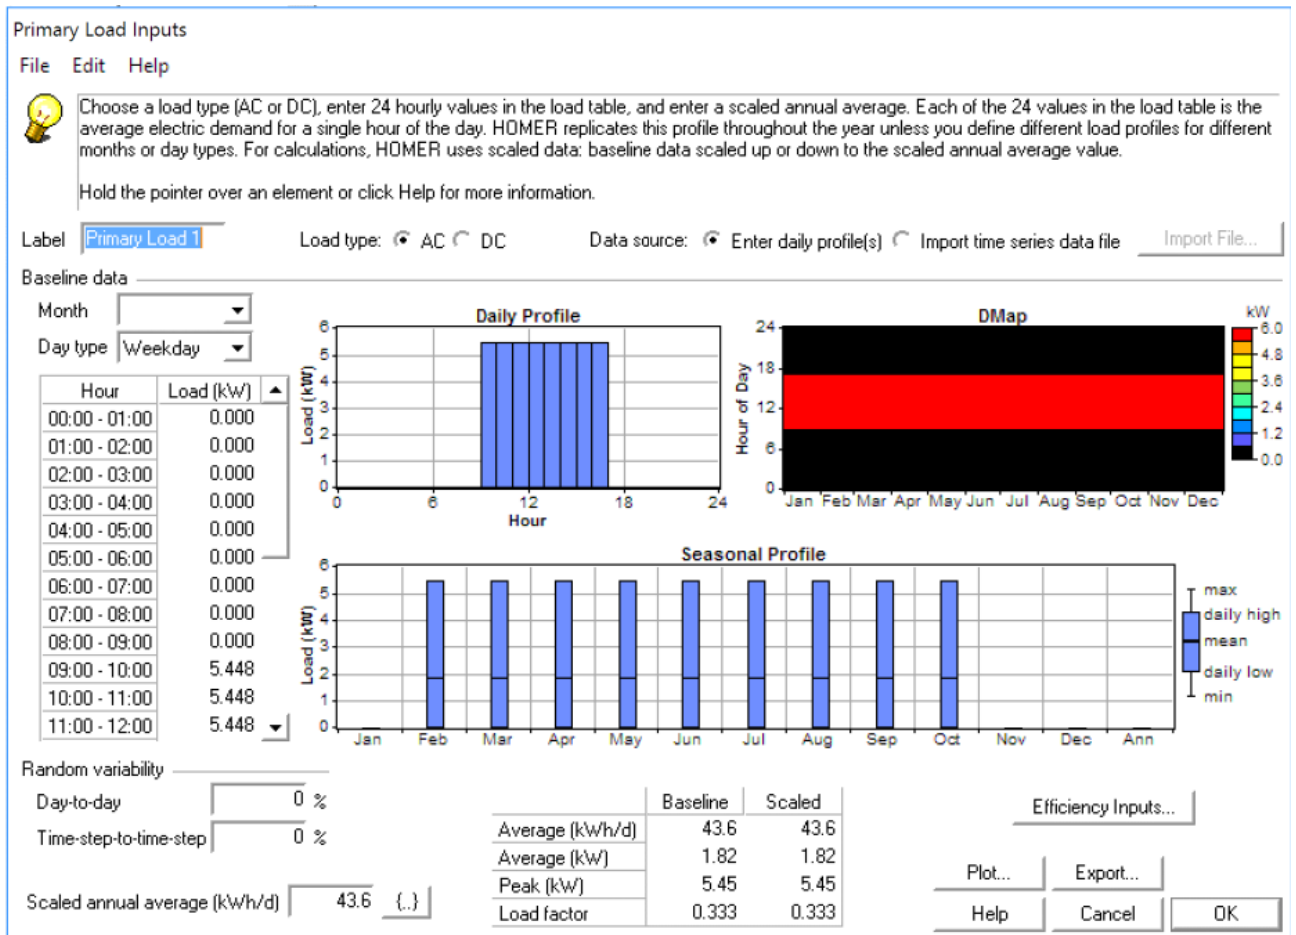 Primary Load Inputs
File Edit Help
Choose a load type (AC or DC), enter 24 hourly values in the load table, and enter a scaled annual average. Each of the 24 values in the load table is the
average electric demand for a single hour of the day. HOMER replicates this profile throughout the year unless you define different load profiles for different
months or day types. For calculations, HOMER uses scaled data: baseline data scaled up or down to the scaled annual average value.
Hold the pointer over an element or click Help for more information.
Label Primary Load 1 Load type: AC DC Data source: Enter daily profile(s) Import time series data file Import File...
Baseline data
Month
Day type Weekday
Hour Load (kW)
00:00 - 01:00 0.000
01:00 - 02:00 0.000
02:00 - 03:00 0.000
03:00 - 04:00 0.000
04:00 - 05:00 0.000
05:00 - 06:00 0.000
06:00 - 07:00 0.000
07:00 - 08:00 0.000
08:00 - 09:00 0.000
09:00 - 10:00 5.448
10:00 - 11:00 5.448
11:00 - 12:00 5.448
Daily Profile
Load (kW)
6
5
4
3
2
1
0
0 6 12 18 24
Hour
DMap
Hour of Day
24
18
12
6
0
Jan Feb Mar Apr May Jun Jul Aug Sep Oct Nov Dec
kW
6.0
4.8
3.6
2.4
1.2
0.0
Seasonal Profile
Load (kW)
6
5
4
3
2
1
0
Jan Feb Mar Apr May Jun Jul Aug Sep Oct Nov Dec Ann
max
daily high
mean
daily low
min
Random variability
Day-to-day 0 %
Time-step-to-time-step 0 %
Scaled annual average (kWh/d) 43.6 {..}
Baseline Scaled
Average (kWh/d) 43.6 43.6
Average (kW) 1.82 1.82
Peak (kW) 5.45 5.45
Load factor 0.333 0.333
Efficiency Inputs...
Plot... Export...
Help Cancel OK